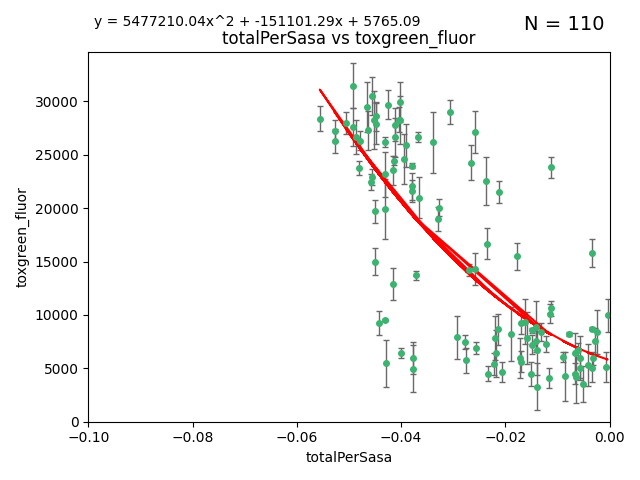 y = 5477210.04x^2 + -151101.29x + 5765.09
N = 110
totalPerSasa vs toxgreen_fluor
30000
25000
20000
15000
10000
5000
0
toxgreen_fluor
−0.10
−0.08
−0.06
−0.04
−0.02
0.00
totalPerSasa